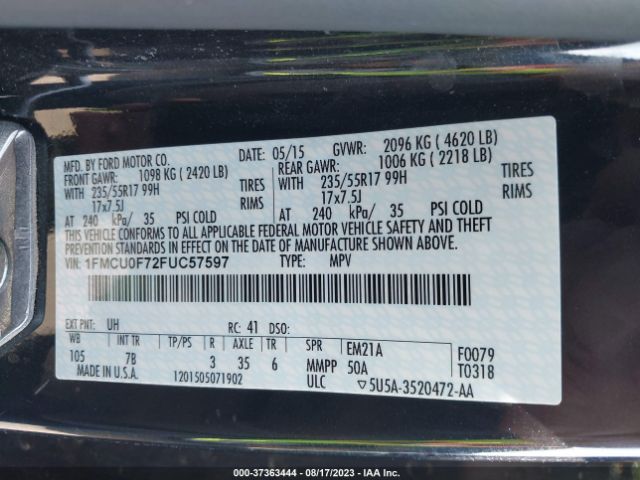 MFD. BY FORD MOTOR CO.
05/15 GVWR: 2096 KG ( 4620 LB)
FRONT GAWR: 1098 KG ( 2420 LB)
REAR GAWR: 1006 KG ( 2218 LB)
WITH 235/55R17 99H TIRES
WITH 235/55R17 99H TIRES
17x7.5J RIMS
17x7.5J RIMS
AT 240 kPa/ 35 PSI COLD
AT 240 kPa/ 35 PSI COLD
THIS VEHICLE CONFORMS TO ALL APPLICABLE FEDERAL MOTOR VEHICLE SAFETY AND BUMPER
AND THEFT PREVENTION STANDARDS IN EFFECT ON THE DATE OF MANUFACTURE SHOWN ABOVE.
VIN: 1FMCU0F72FUC57597 TYPE: MPV
EXT PNT: UH RC: 41 DSO:
WB INT TR TP/PS R AXLE TR SPR EM21A F0079
105 7B 3 35 6 MMPP 50A T0318
MADE IN U.S.A. 1201505071902 ULC 5U5A-3520472-AA
000-37363444 / 08/17/2023 - IAA Inc.